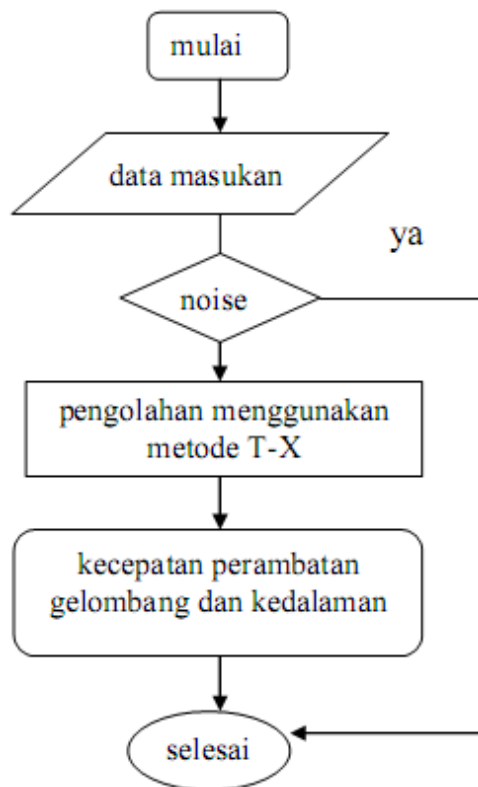 mulai
data masukan
ya
noise
pengolahan menggunakan
metode T-X
kecepatan perambatan
gelombang dan kedalaman
selesai